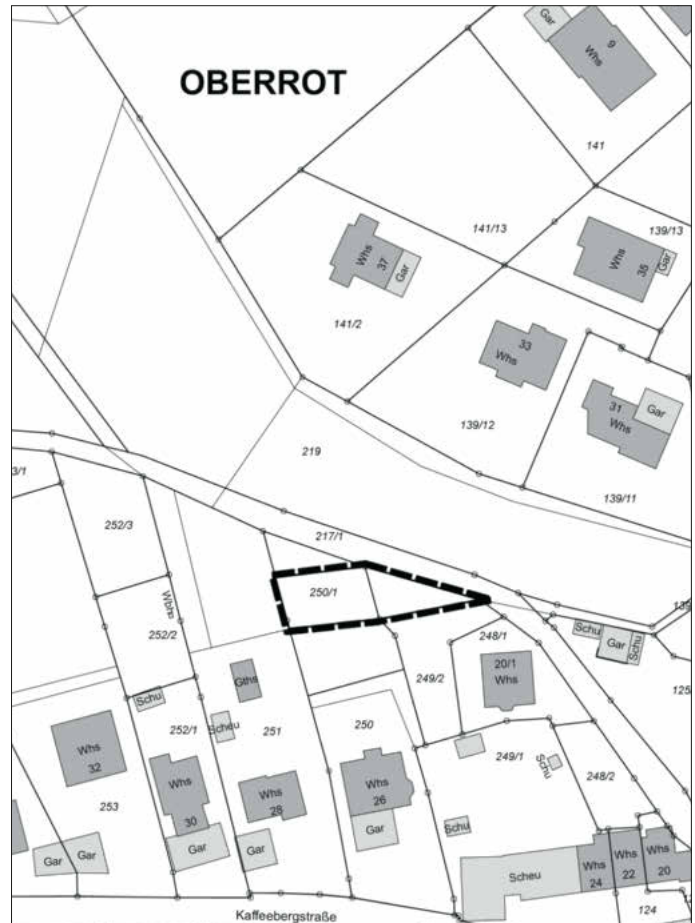 Gar
9
Whs
OBERROT
141
141/13
139/13
Whs
37
Gar
Whs
35
Gar
141/2
33
Whs
31
Whs
Gar
219
139/12
139/11
217/1
3/1
252/3
250/1
252/2
248/1
Schu
Gar
Schu
20/1
Whs
249/2
125
Gths
Schu
Scheu
252/1
251
250
249/1
Schu
248/2
Whs
32
Whs
30
Whs
28
Whs
26
253
Gar
Gar
Gar
Gar
Gar
Schu
Scheu
Whs
24
Whs
22
Whs
20
124
Kaffeebergstraße